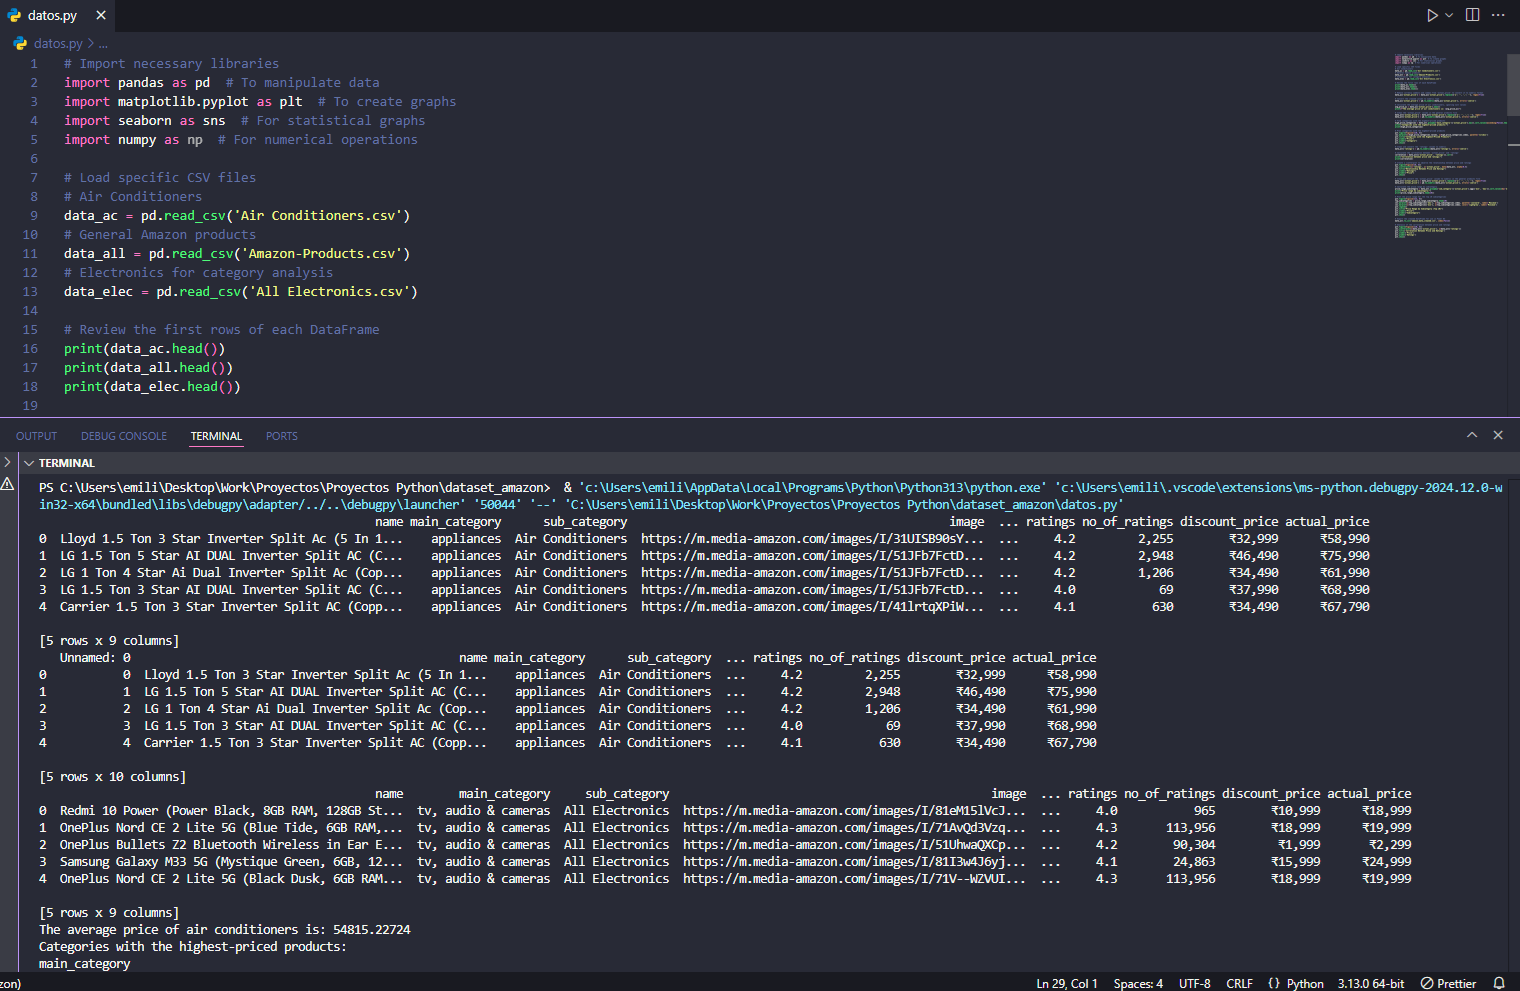 datos.py
datos.py > ...
1 # Import necessary libraries
2 import pandas as pd  # To manipulate data
3 import matplotlib.pyplot as plt  # To create graphs
4 import seaborn as sns  # For statistical graphs
5 import numpy as np  # For numerical operations
6
7 # Load specific CSV files
8 # Air Conditioners
9 data_ac = pd.read_csv('Air Conditioners.csv')
10 # General Amazon products
11 data_all = pd.read_csv('Amazon-Products.csv')
12 # Electronics for category analysis
13 data_elec = pd.read_csv('All Electronics.csv')
14
15 # Review the first rows of each DataFrame
16 print(data_ac.head())
17 print(data_all.head())
18 print(data_elec.head())
19
OUTPUT DEBUG CONSOLE TERMINAL PORTS
TERMINAL
PS C:\Users\emili\Desktop\Work\Proyectos\Proyectos Python\dataset_amazon>  & 'c:\Users\emili\AppData\Local\Programs\Python\Python313\python.exe' 'c:\Users\emili\.vscode\extensions\ms-python.debugpy-2024.12.0-w
in32-x64\bundled\libs\debugpy\adapter/../..\debugpy\launcher' '50044' '--' 'C:\Users\emili\Desktop\Work\Proyectos\Proyectos Python\dataset_amazon\datos.py'
name main_category sub_category image ... ratings no_of_ratings discount_price actual_price
0 Lloyd 1.5 Ton 3 Star Inverter Split Ac (5 In 1... appliances Air Conditioners https://m.media-amazon.com/images/I/31UISB90sY... ... 4.2 2,255 ₹32,999 ₹58,990
1 LG 1.5 Ton 5 Star AI DUAL Inverter Split AC (C... appliances Air Conditioners https://m.media-amazon.com/images/I/51JFb7FctD... ... 4.2 2,948 ₹46,490 ₹75,990
2 LG 1 Ton 4 Star Ai Dual Inverter Split Ac (Cop... appliances Air Conditioners https://m.media-amazon.com/images/I/51JFb7FctD... ... 4.2 1,206 ₹34,490 ₹61,990
3 LG 1.5 Ton 3 Star AI DUAL Inverter Split AC (C... appliances Air Conditioners https://m.media-amazon.com/images/I/51JFb7FctD... ... 4.0 69 ₹37,990 ₹68,990
4 Carrier 1.5 Ton 3 Star Inverter Split AC (Copp... appliances Air Conditioners https://m.media-amazon.com/images/I/41lrtqXPiW... ... 4.1 630 ₹34,490 ₹67,790
[5 rows x 9 columns]
Unnamed: 0 name main_category sub_category ... ratings no_of_ratings discount_price actual_price
0 0 Lloyd 1.5 Ton 3 Star Inverter Split Ac (5 In 1... appliances Air Conditioners ... 4.2 2,255 ₹32,999 ₹58,990
1 1 LG 1.5 Ton 5 Star AI DUAL Inverter Split AC (C... appliances Air Conditioners ... 4.2 2,948 ₹46,490 ₹75,990
2 2 LG 1 Ton 4 Star Ai Dual Inverter Split Ac (Cop... appliances Air Conditioners ... 4.2 1,206 ₹34,490 ₹61,990
3 3 LG 1.5 Ton 3 Star AI DUAL Inverter Split AC (C... appliances Air Conditioners ... 4.0 69 ₹37,990 ₹68,990
4 4 Carrier 1.5 Ton 3 Star Inverter Split AC (Copp... appliances Air Conditioners ... 4.1 630 ₹34,490 ₹67,790
[5 rows x 10 columns]
name main_category sub_category image ... ratings no_of_ratings discount_price actual_price
0 Redmi 10 Power (Power Black, 8GB RAM, 128GB St... tv, audio & cameras All Electronics https://m.media-amazon.com/images/I/81eM15lVcJ... ... 4.0 965 ₹10,999 ₹18,999
1 OnePlus Nord CE 2 Lite 5G (Blue Tide, 6GB RAM,... tv, audio & cameras All Electronics https://m.media-amazon.com/images/I/71AvQd3Vzq... ... 4.3 113,956 ₹18,999 ₹19,999
2 OnePlus Bullets Z2 Bluetooth Wireless in Ear E... tv, audio & cameras All Electronics https://m.media-amazon.com/images/I/51UhwaQXCp... ... 4.2 90,304 ₹1,999 ₹2,299
3 Samsung Galaxy M33 5G (Mystique Green, 6GB, 12... tv, audio & cameras All Electronics https://m.media-amazon.com/images/I/81I3w4J6yj... ... 4.1 24,863 ₹15,999 ₹24,999
4 OnePlus Nord CE 2 Lite 5G (Black Dusk, 6GB RAM... tv, audio & cameras All Electronics https://m.media-amazon.com/images/I/71V--WZVUI... ... 4.3 113,956 ₹18,999 ₹19,999
[5 rows x 9 columns]
The average price of air conditioners is: 54815.22724
Categories with the highest-priced products:
main_category
zon) Ln 29, Col 1 Spaces: 4 UTF-8 CRLF {} Python 3.13.0 64-bit Prettier